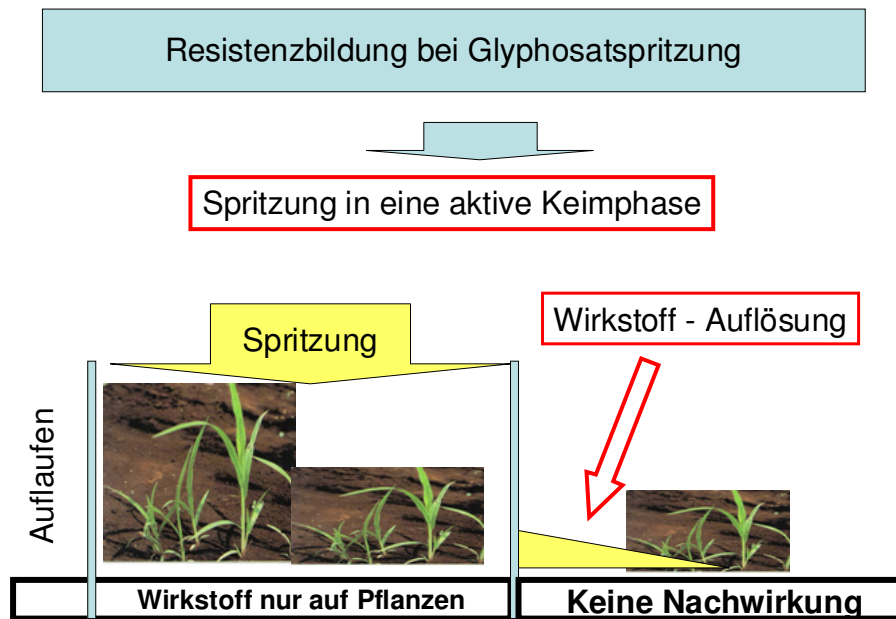 Resistenzbildung bei Glyphosatspritzung
Spritzung in eine aktive Keimphase
Wirkstoff - Auflösung
Spritzung
Auflaufen
Wirkstoff nur auf Pflanzen
Keine Nachwirkung